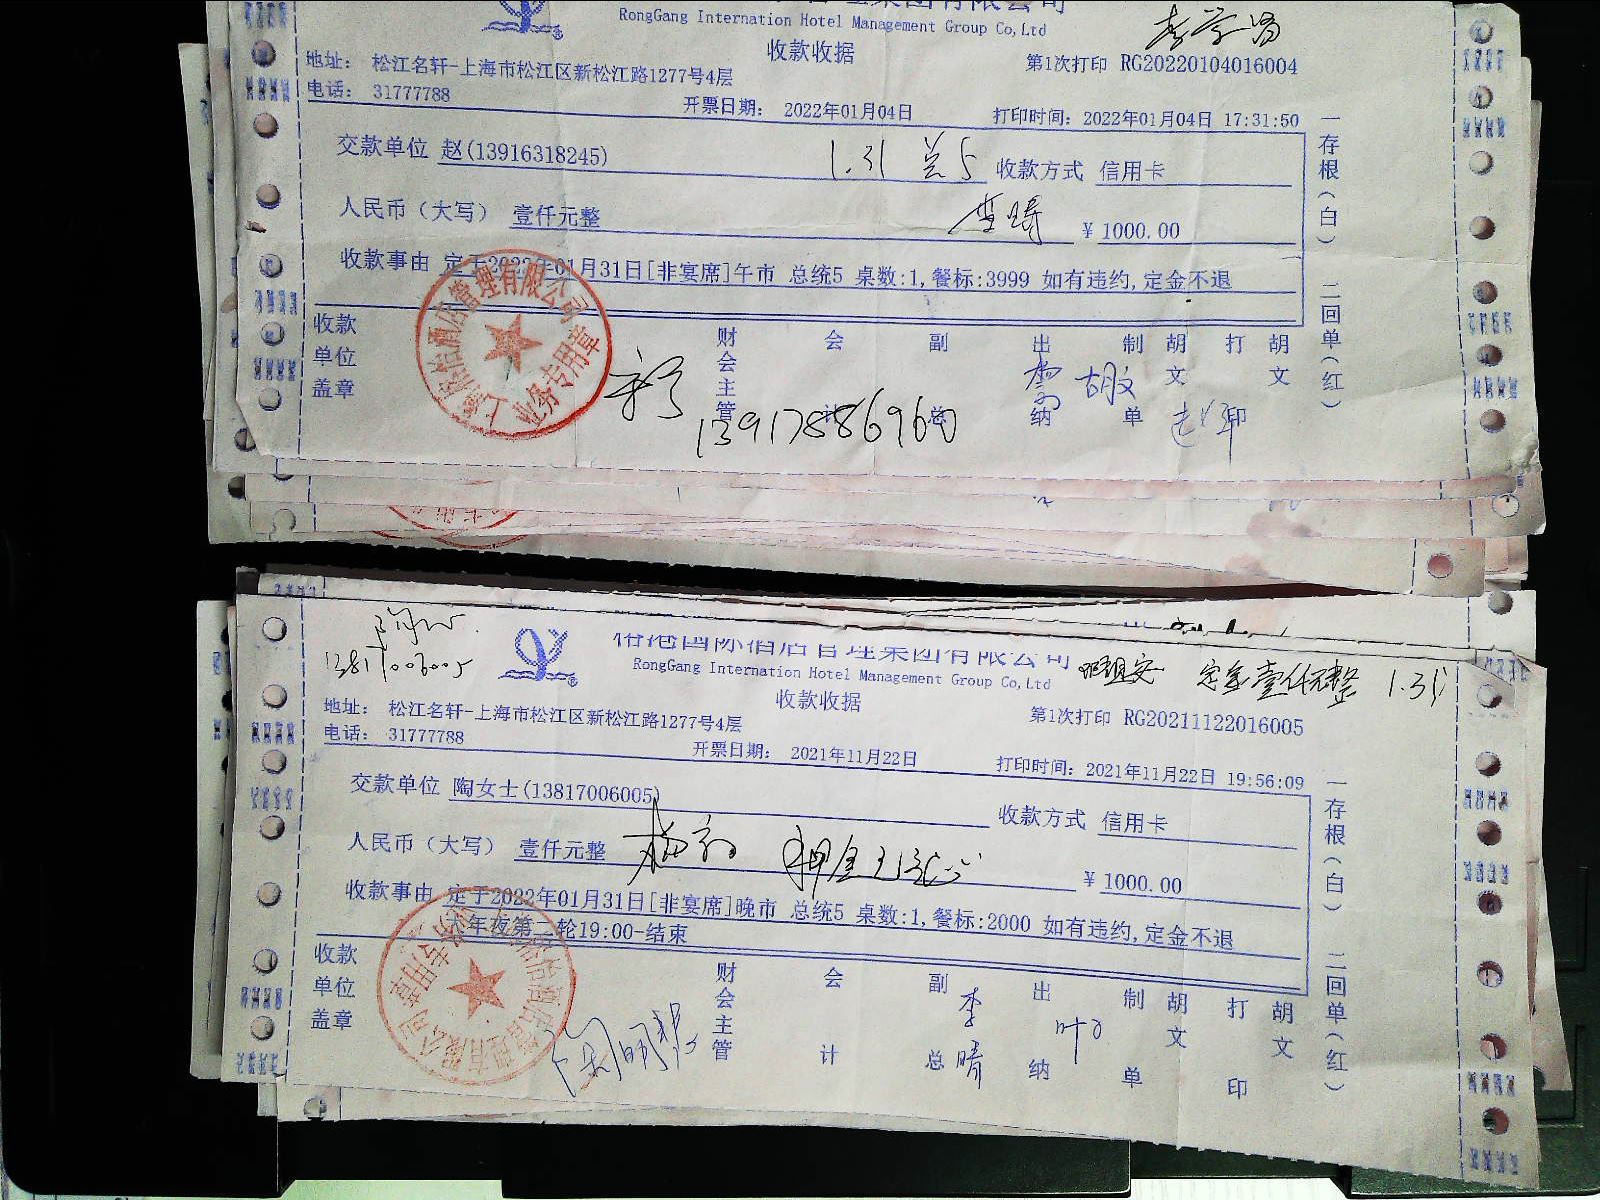 RongGang Internation Hotel Management Group Co,Ltd
收款收据
地址: 松江名轩-上海市松江区新松江路1277号4层
第1次打印 RG20220104016004
电话: 31777788
开票日期: 2022年01月04日
打印时间: 2022年01月04日 17:31:50
交款单位 赵(13916318245)
1.31 总5
收款方式 信用卡
人民币（大写） 壹仟元整
李晴
¥ 1000.00
收款事由 定于2022年01月31日[非宴席]午市 总统5 桌数:1,餐标:3999 如有违约,定金不退
收款单位盖章
业务专用章
财会主管
会计
副总
出纳
制单
胡文
打印
胡文
胡文
13917886960
一存根(白)
二回单(红)
RongGang Internation Hotel Management Group Co,Ltd
定金壹仟元整 1.31
13817006005
收款收据
地址: 松江名轩-上海市松江区新松江路1277号4层
第1次打印 RG20211122016005
电话: 31777788
开票日期: 2021年11月22日
打印时间: 2021年11月22日 19:56:09
交款单位 陶女士(13817006005)
收款方式 信用卡
人民币（大写） 壹仟元整
¥ 1000.00
收款事由 定于2022年01月31日[非宴席]晚市 总统5 桌数:1,餐标:2000 如有违约,定金不退
年夜第二轮19:00-结束
收款单位盖章
财会主管
会计
副总
李晴
出纳
制单
胡文
打印
胡文
一存根(白)
二回单(红)